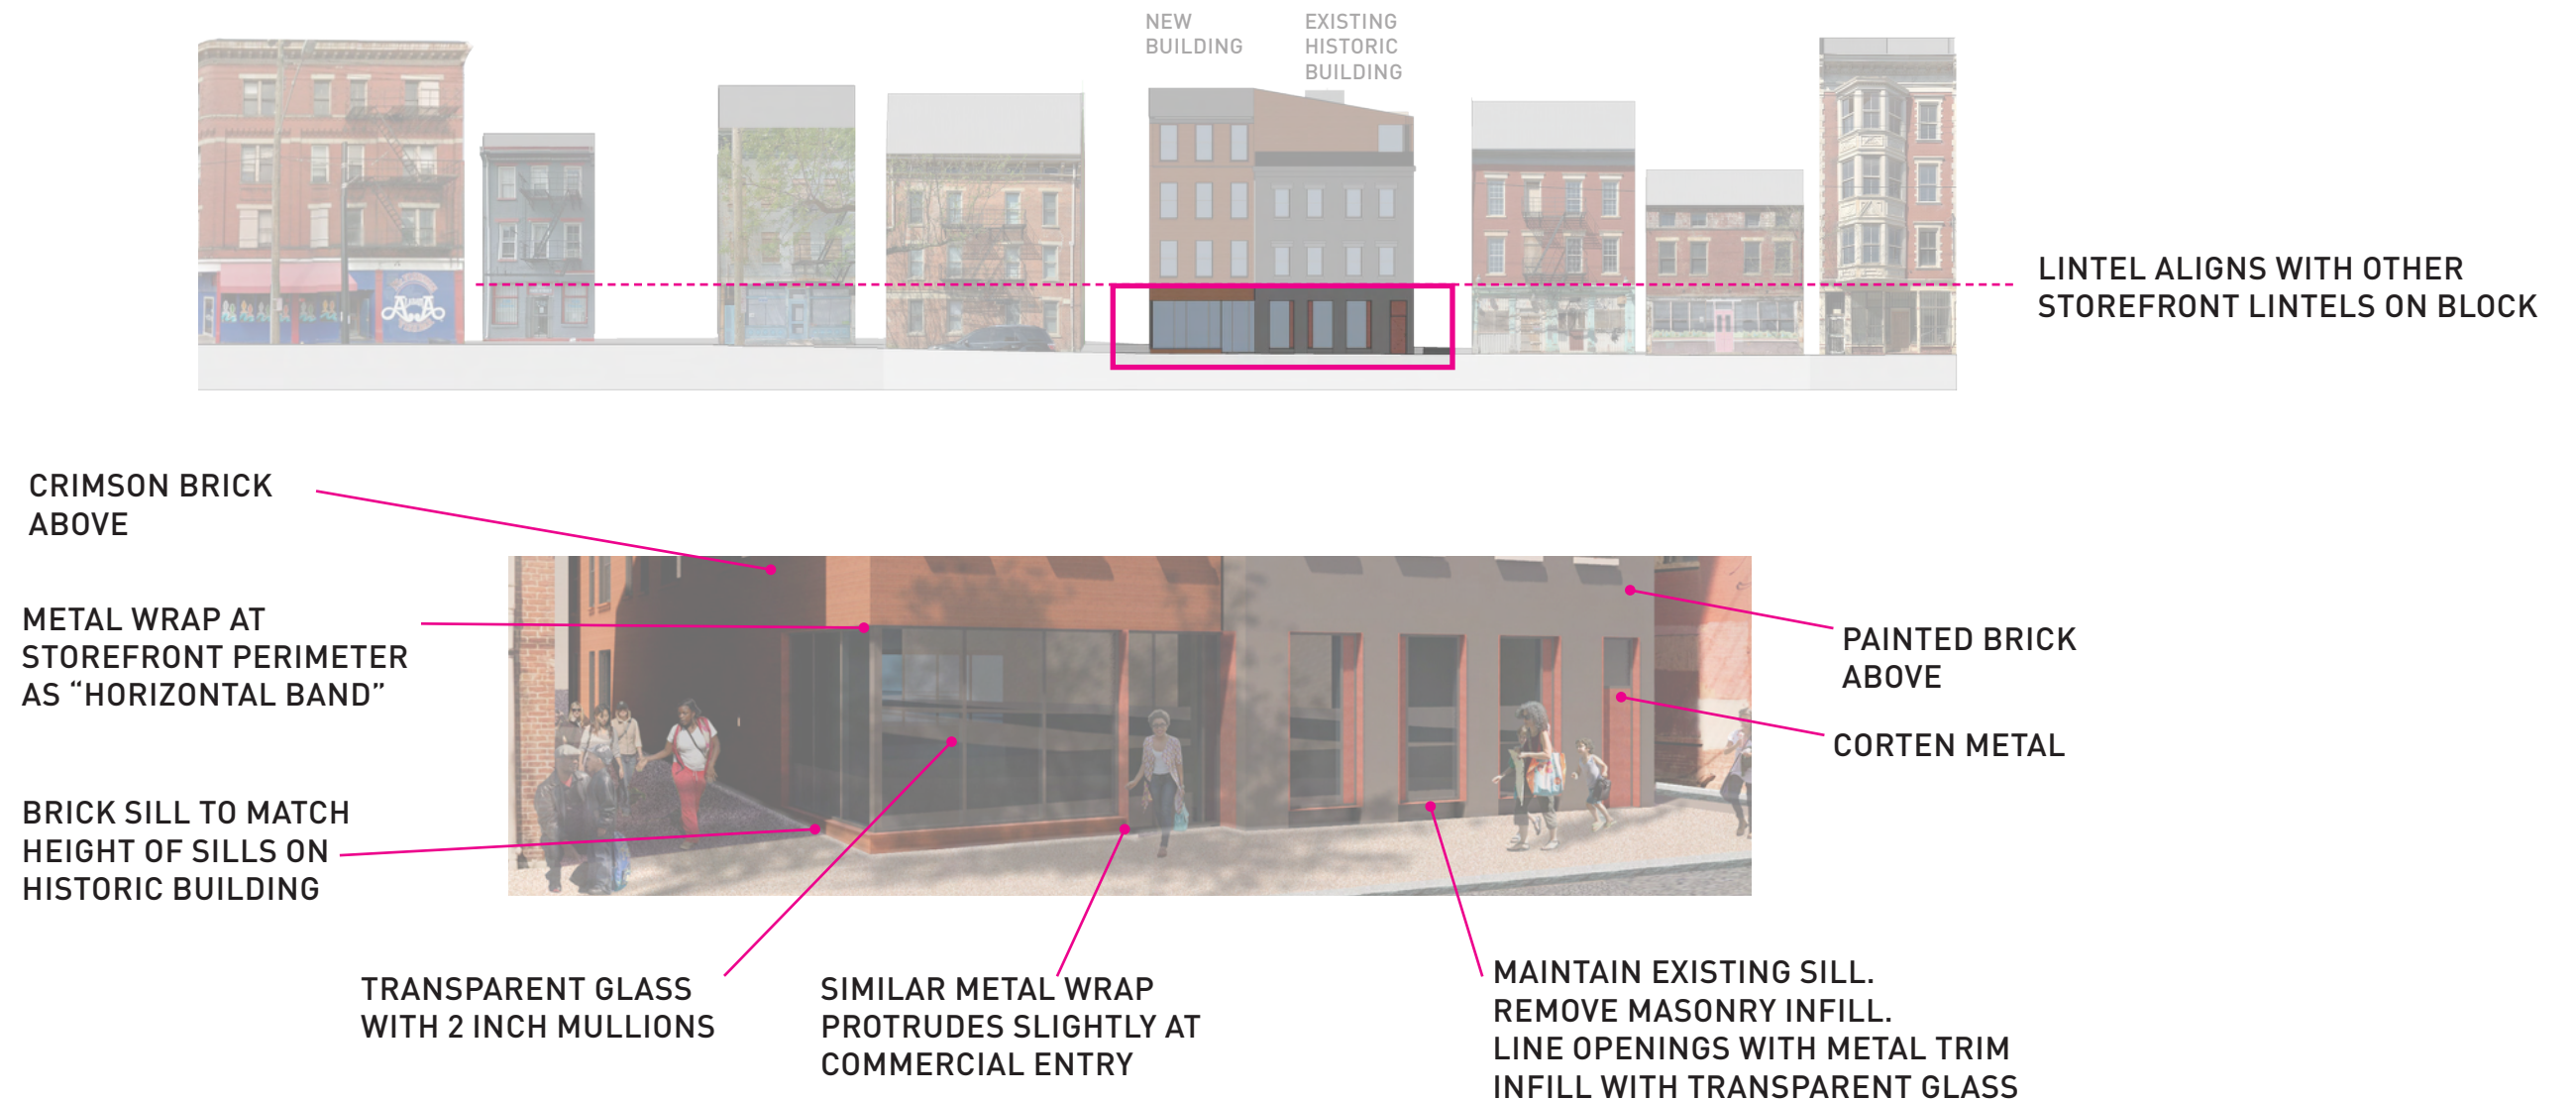 NEW
BUILDING
EXISTING
HISTORIC
BUILDING
LINTEL ALIGNS WITH OTHER
STOREFRONT LINTELS ON BLOCK
CRIMSON BRICK
ABOVE
METAL WRAP AT
STOREFRONT PERIMETER
AS “HORIZONTAL BAND”
BRICK SILL TO MATCH
HEIGHT OF SILLS ON
HISTORIC BUILDING
PAINTED BRICK
ABOVE
CORTEN METAL
TRANSPARENT GLASS
WITH 2 INCH MULLIONS
SIMILAR METAL WRAP
PROTRUDES SLIGHTLY AT
COMMERCIAL ENTRY
MAINTAIN EXISTING SILL.
REMOVE MASONRY INFILL.
LINE OPENINGS WITH METAL TRIM
INFILL WITH TRANSPARENT GLASS